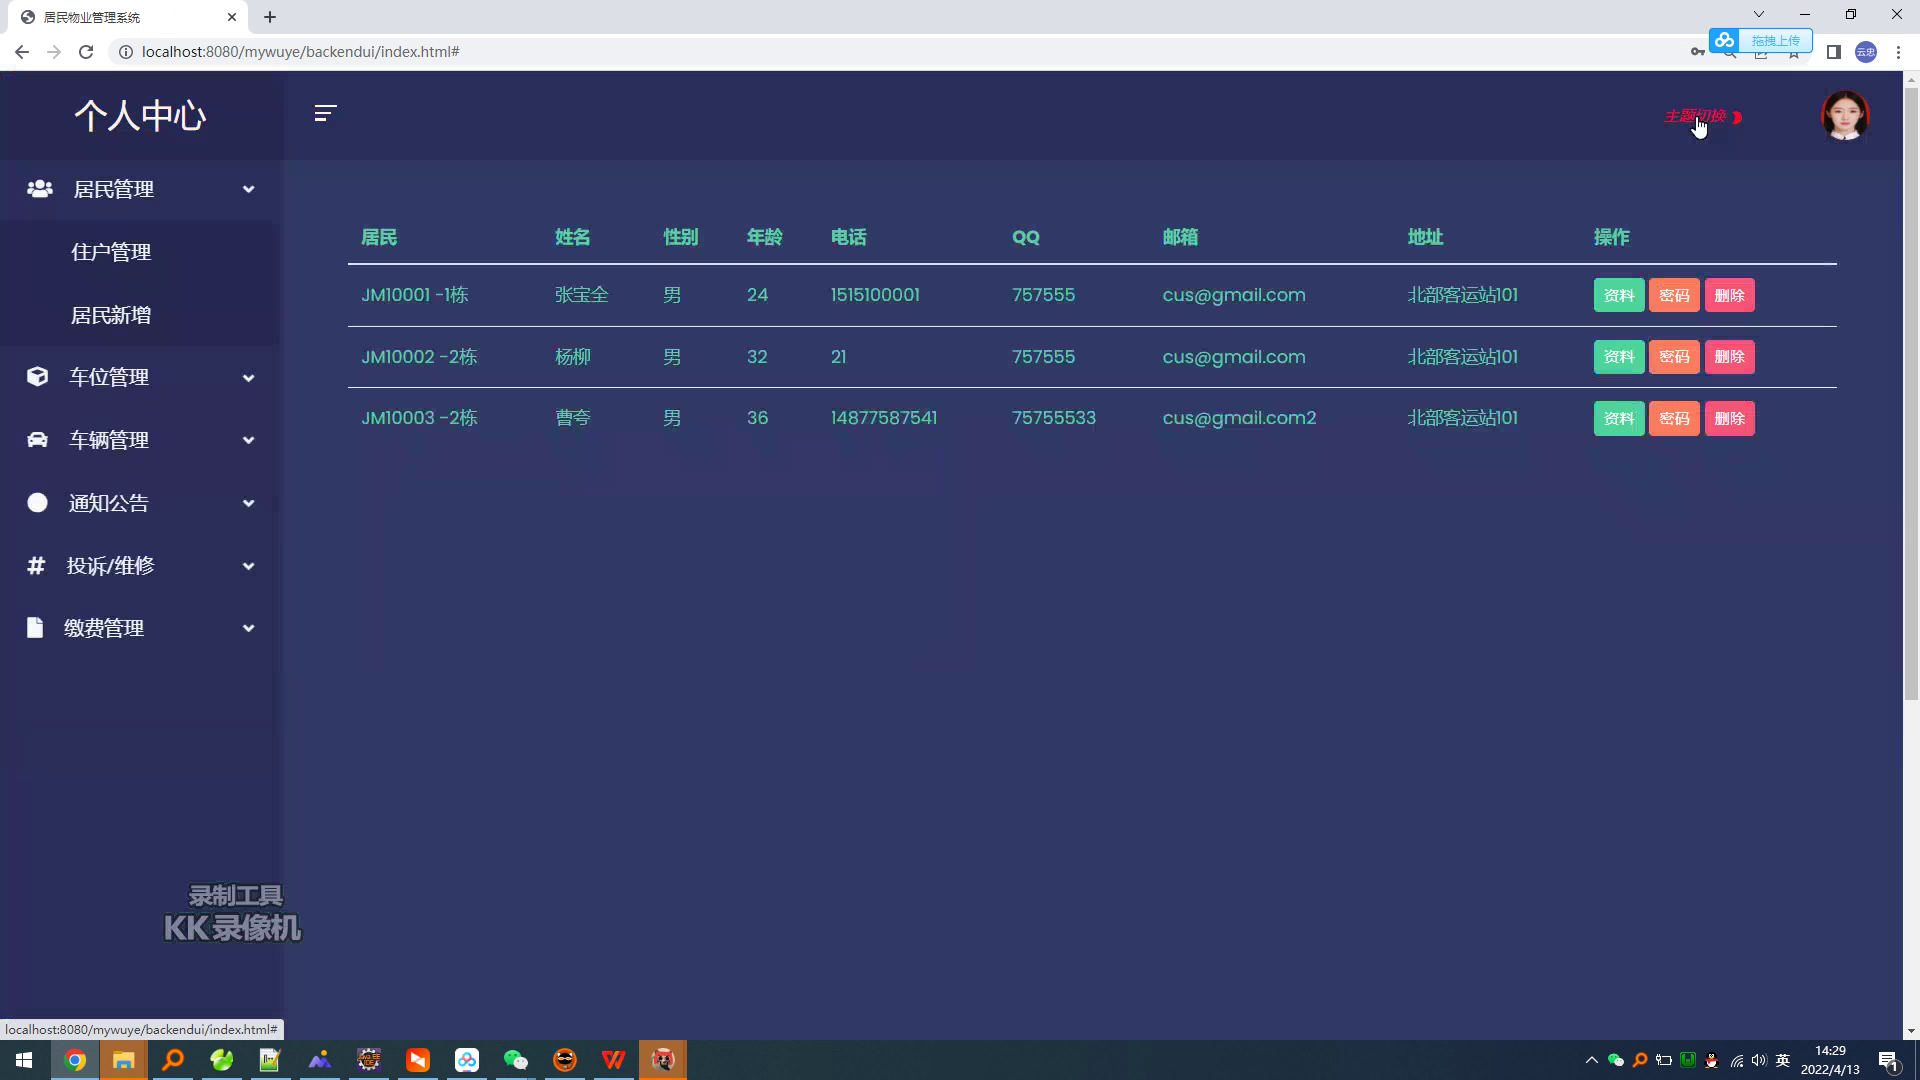 居民物业管理系统
localhost:8080/mywuye/backendui/index.html#
拖拽上传
云忠
个人中心
主题切换
居民管理
住户管理
居民新增
车位管理
车辆管理
通知公告
投诉/维修
缴费管理
居民 姓名 性别 年龄 电话 QQ 邮箱 地址 操作
JM10001 -1栋 张宝全 男 24 1515100001 757555 cus@gmail.com 北部客运站101 资料 密码 删除
JM10002 -2栋 杨柳 男 32 21 757555 cus@gmail.com 北部客运站101 资料 密码 删除
JM10003 -2栋 曹夸 男 36 14877587541 75755533 cus@gmail.com2 北部客运站101 资料 密码 删除
录制工具
KK录像机
localhost:8080/mywuye/backendui/index.html#
英
14:29
2022/4/13
1